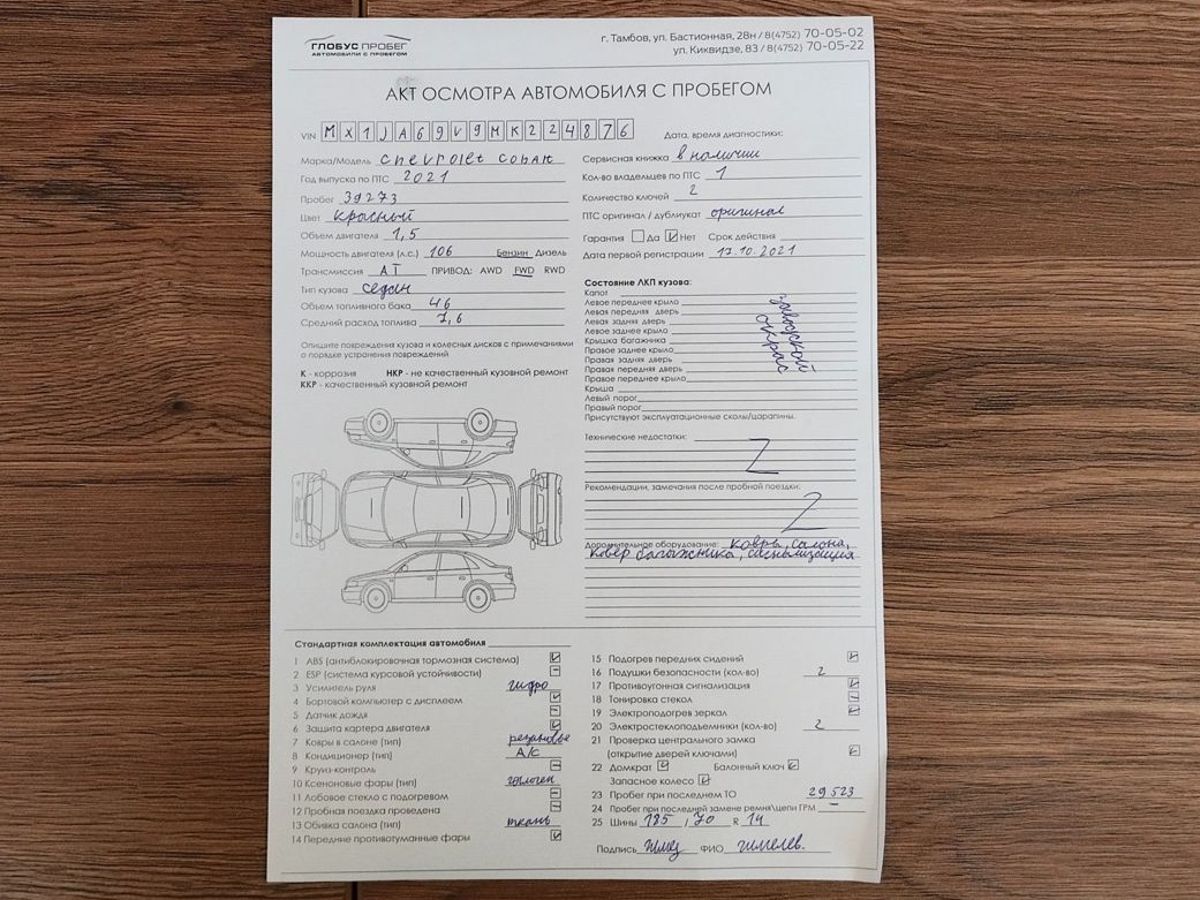 ГЛОБУС ПРОБЕГ
АВТОМОБИЛИ С ПРОБЕГОМ
г. Тамбов, ул. Бастионная, 28н / 8(4752) 70-05-02
ул. Киквидзе, 83 / 8(4752) 70-05-22
АКТ ОСМОТРА АВТОМОБИЛЯ С ПРОБЕГОМ
VIN MX1JA69V9MK224876
Дата, время диагностики:
Марка/Модель Chevrolet Cobalt
Год выпуска по ПТС 2021
Пробег 39273
Цвет красный
Объем двигателя 1,5
Мощность двигателя (л.с.) 106 Бензин Дизель
Трансмиссия АТ ПРИВОД: AWD FWD RWD
Тип кузова седан
Объем топливного бака 46
Средний расход топлива 7,6
Опишите повреждения кузова и колесных дисков с примечаниями
о порядке устранения повреждений
К - коррозия НКР - не качественный кузовной ремонт
ККР - качественный кузовной ремонт
Сервисная книжка в наличии
Кол-во владельцев по ПТС 1
Количество ключей 2
ПТС оригинал / дубликат оригинал
Гарантия Да Нет Срок действия
Дата первой регистрации 17.10.2021
Состояние ЛКП кузова:
Капот
Левое переднее крыло
Левая передняя дверь
Левая задняя дверь
Левое заднее крыло
Крышка багажника
Правое заднее крыло
Правая задняя дверь
Правая передняя дверь
Правое переднее крыло
Крыша
Левый порог
Правый порог
заводской
окрас
Присутствуют эксплуатационные сколы/царапины.
Технические недостатки:
Рекомендации, замечания после пробной поездки:
Дополнительное оборудование: ковры салона,
ковер багажника, сигнализация
Стандартная комплектация автомобиля
1 ABS (антиблокировочная тормозная система)
2 ESP (система курсовой устойчивости)
3 Усилитель руля гидро
4 Бортовой компьютер с дисплеем
5 Датчик дождя
6 Защита картера двигателя
7 Ковры в салоне (тип) резиновые
8 Кондиционер (тип) A/C
9 Круиз-контроль
10 Ксеноновые фары (тип) галоген
11 Лобовое стекло с подогревом
12 Пробная поездка проведена
13 Обивка салона (тип) ткань
14 Передние противотуманные фары
15 Подогрев передних сидений
16 Подушки безопасности (кол-во) 2
17 Противоугонная сигнализация
18 Тонировка стекол
19 Электроподогрев зеркал
20 Электростеклоподъемники (кол-во) 2
21 Проверка центрального замка
(открытие дверей ключами)
22 Домкрат Балонный ключ
Запасное колесо
23 Пробег при последнем ТО 29523
24 Пробег при последней замене ремня\цепи ГРМ –
25 Шины 185 / 70 R 14
Подпись ФИО Шмелев.